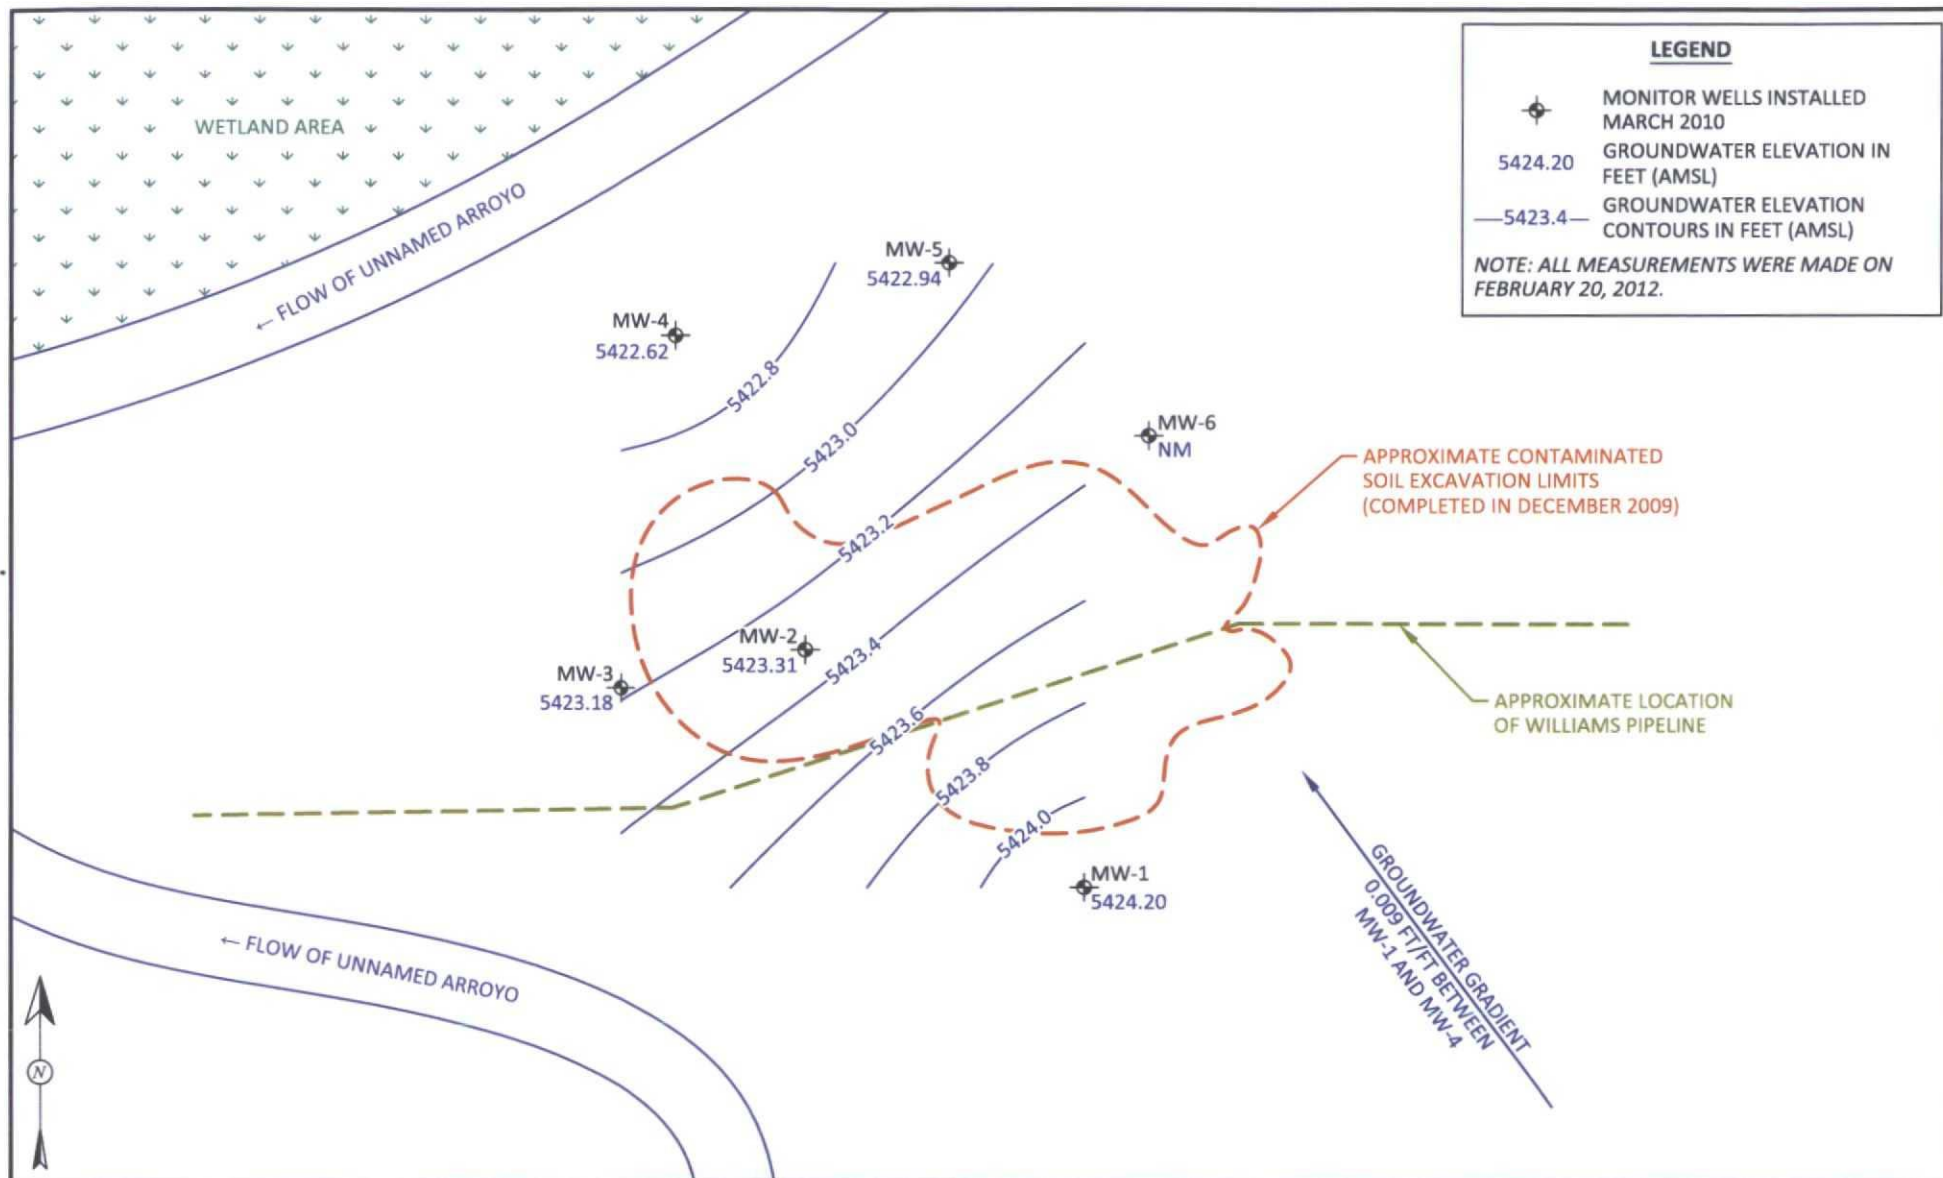 LEGEND
MONITOR WELLS INSTALLED
MARCH 2010
5424.20
GROUNDWATER ELEVATION IN
FEET (AMSL)
5423.4
GROUNDWATER ELEVATION
CONTOURS IN FEET (AMSL)
NOTE: ALL MEASUREMENTS WERE MADE ON
FEBRUARY 20, 2012.
WETLAND AREA
← FLOW OF UNNAMED ARROYO
MW-5
5422.94
MW-4
5422.62
5422.8
5423.0
MW-6
NM
APPROXIMATE CONTAMINATED
SOIL EXCAVATION LIMITS
(COMPLETED IN DECEMBER 2009)
5423.2
MW-2
5423.31
5423.4
MW-3
5423.18
APPROXIMATE LOCATION
OF WILLIAMS PIPELINE
5423.6
5423.8
5424.0
MW-1
5424.20
GROUNDWATER GRADIENT
0.009 FT/FT BETWEEN
MW-1 AND MW-4
← FLOW OF UNNAMED ARROYO
N